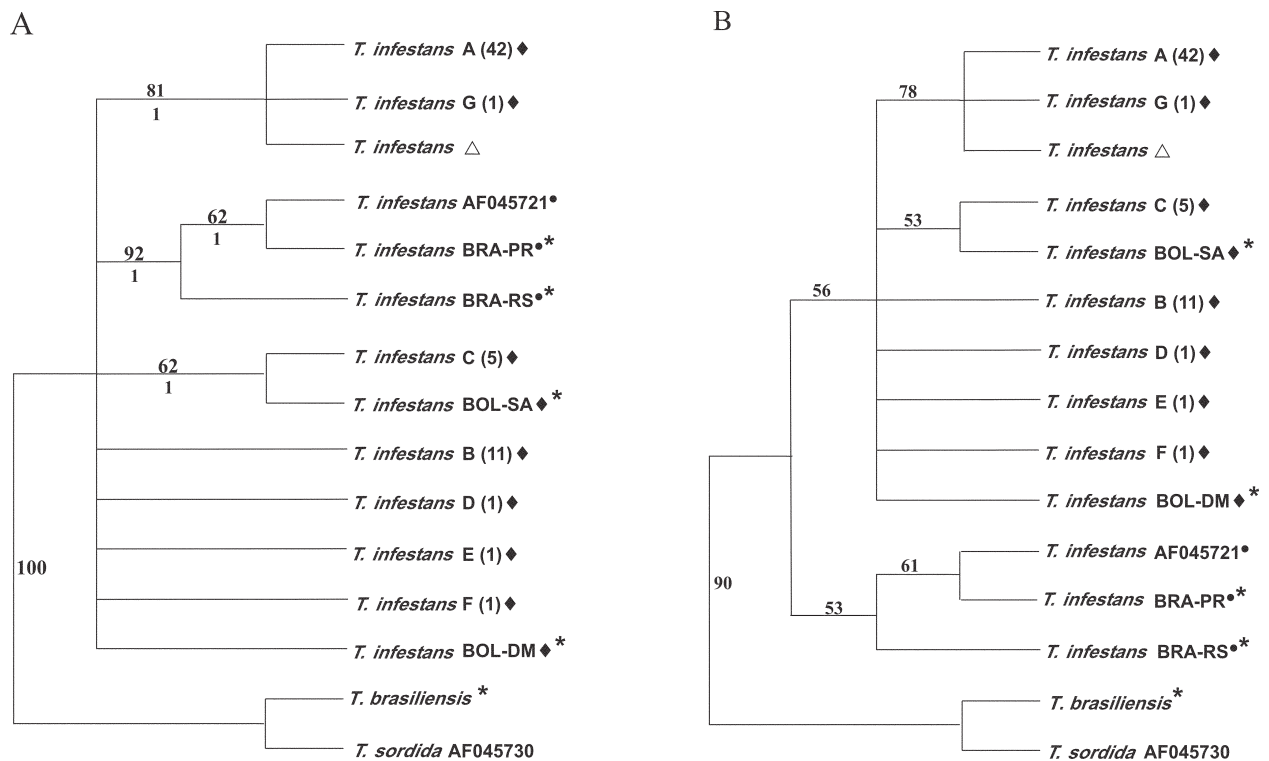 A
T. infestans A (42)♦
81
1
T. infestans G (1)♦
T. infestans △
T. infestans AF045721•
62
1
T. infestans BRA-PR•*
92
1
T. infestans BRA-RS•*
T. infestans C (5)♦
62
1
T. infestans BOL-SA♦*
T. infestans B (11)♦
T. infestans D (1)♦
T. infestans E (1)♦
100
T. infestans F (1)♦
T. infestans BOL-DM♦*
T. brasiliensis *
T. sordida AF045730
B
T. infestans A (42)♦
78
T. infestans G (1)♦
T. infestans △
T. infestans C (5)♦
53
T. infestans BOL-SA♦*
56
T. infestans B (11)♦
T. infestans D (1)♦
T. infestans E (1)♦
T. infestans F (1)♦
T. infestans BOL-DM♦*
T. infestans AF045721•
61
90
T. infestans BRA-PR•*
53
T. infestans BRA-RS•*
T. brasiliensis*
T. sordida AF045730